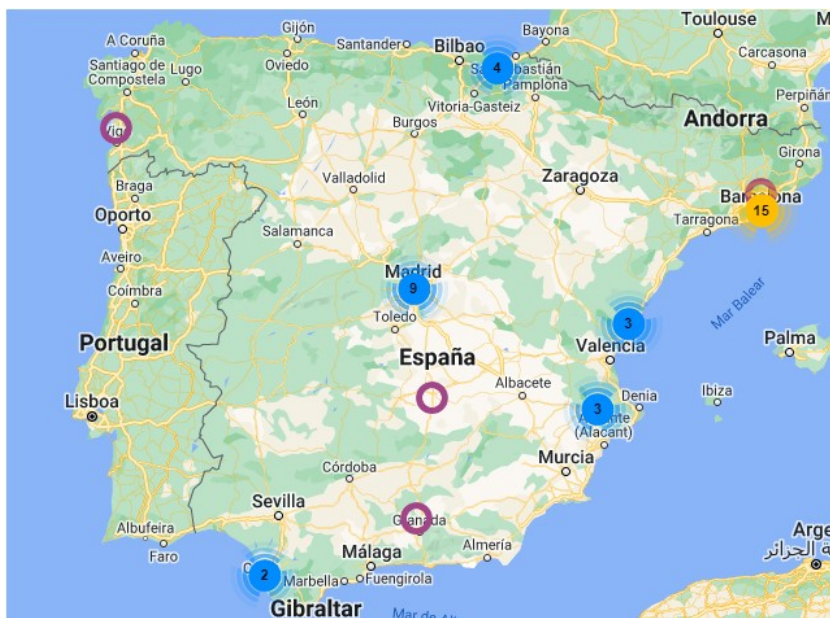 Toulouse
Gijón
Bayona
A Coruña
Santander
Bilbao
Carcasona
Santiago de
Compostela
Lugo
Oviedo
4
Pamplona
Vitoria-Gasteiz
Perpiñán
León
Burgos
Andorra
Girona
Braga
Valladolid
Zaragoza
Barcelona
15
Oporto
Tarragona
Salamanca
Aveiro
Madrid
9
Coímbra
Mar Balear
Toledo
3
Portugal
España
Valencia
Palma
Albacete
Ibiza
Lisboa
3
Denia
(Alacant)
Murcia
Córdoba
Sevilla
Granada
Albufeira
Faro
Almería
Málaga
2
Marbella
Fuengirola
Gibraltar